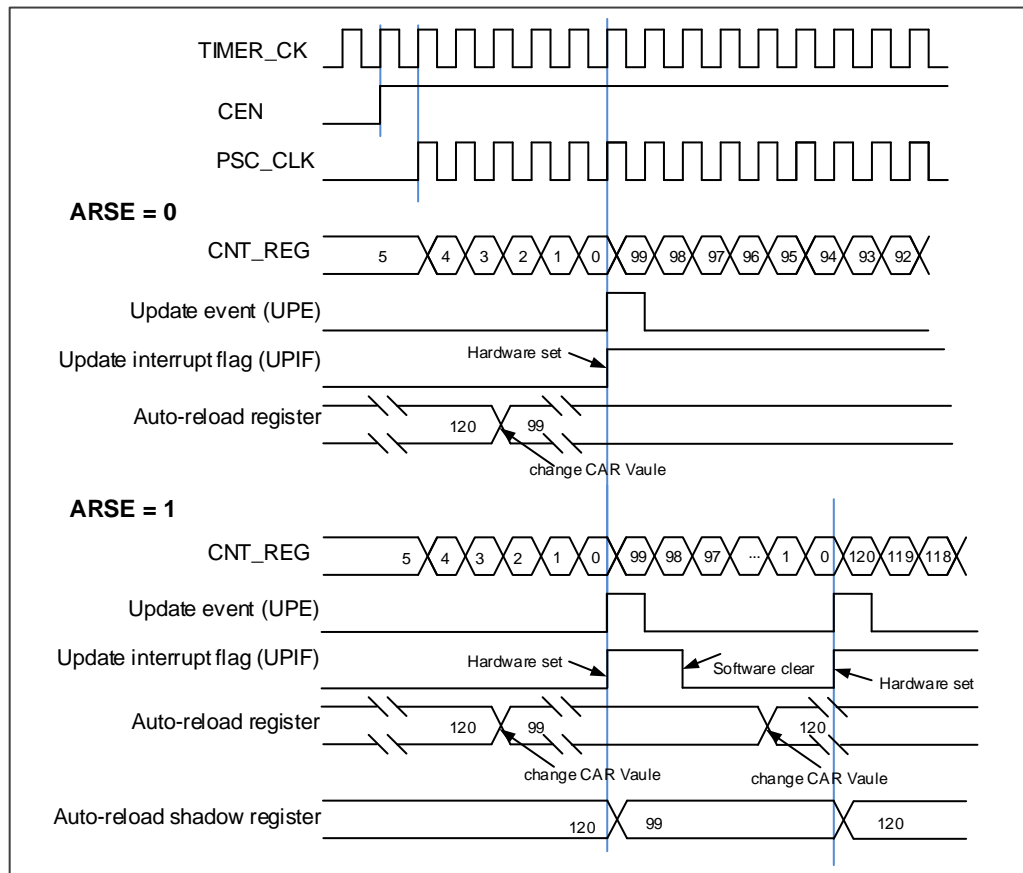 TIMER_CK
CEN
PSC_CLK
ARSE = 0
CNT_REG 5 4 3 2 1 0 99 98 97 96 95 94 93 92
Update event (UPE)
Update interrupt flag (UPIF) Hardware set
Auto-reload register 120 99
change CAR Vaule
ARSE = 1
CNT_REG 5 4 3 2 1 0 99 98 97 ... 1 0 120 119 118
Update event (UPE)
Update interrupt flag (UPIF) Hardware set Software clear Hardware set
Auto-reload register 120 99 120
change CAR Vaule change CAR Vaule
Auto-reload shadow register 120 99 120